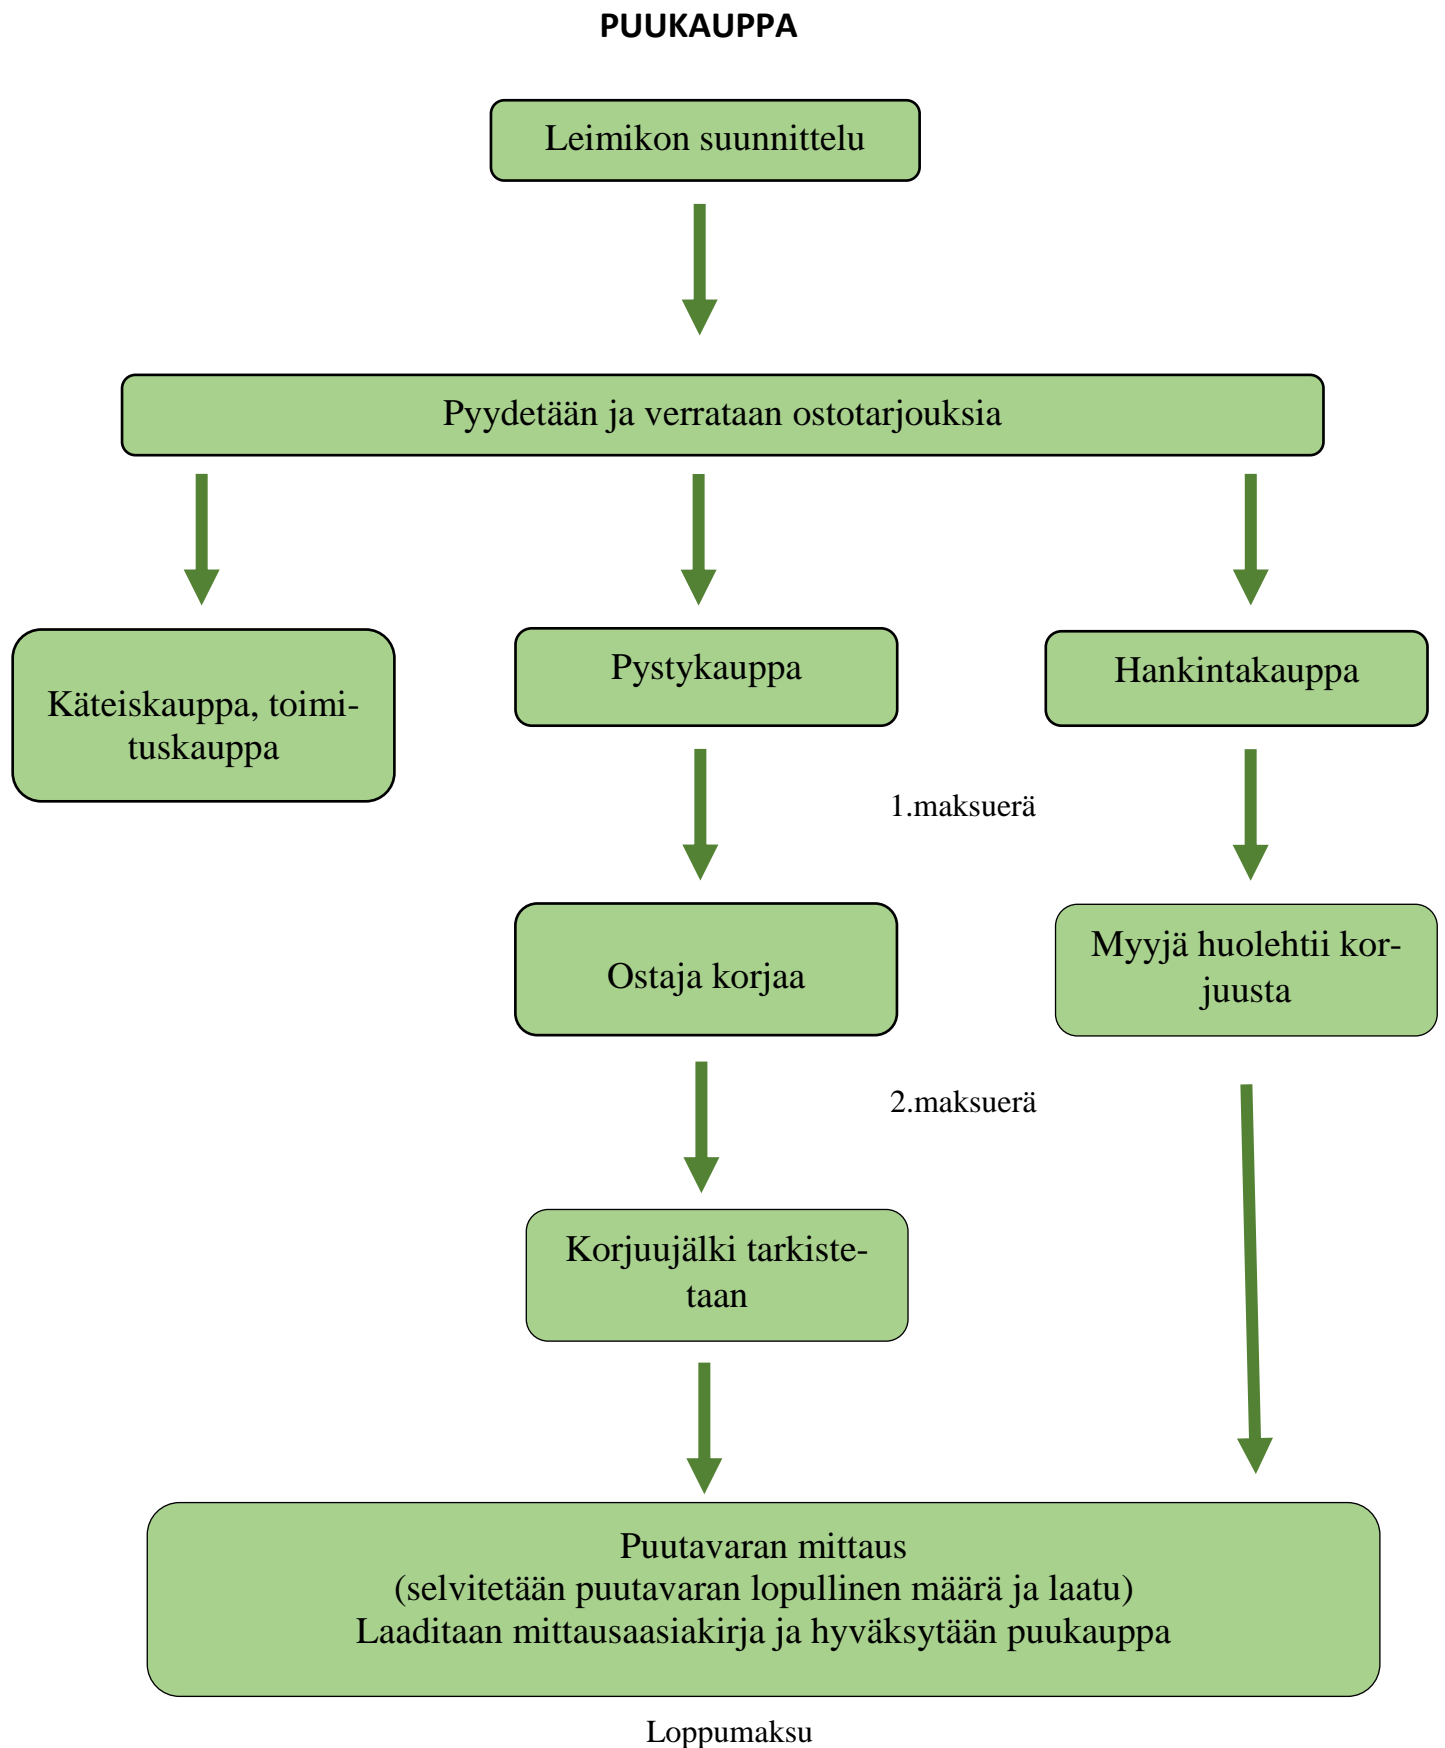 PUUKAUPPA
Leimikon suunnittelu
Pyydetään ja verrataan ostotarjouksia
Käteiskauppa, toimi-
tuskauppa
Pystykauppa
Hankintakauppa
1.maksuerä
Ostaja korjaa
Myyjä huolehtii kor-
juusta
2.maksuerä
Korjuujälki tarkiste-
taan
Puutavaran mittaus
(selvitetään puutavaran lopullinen määrä ja laatu)
Laaditaan mittausaasiakirja ja hyväksytään puukauppa
Loppumaksu